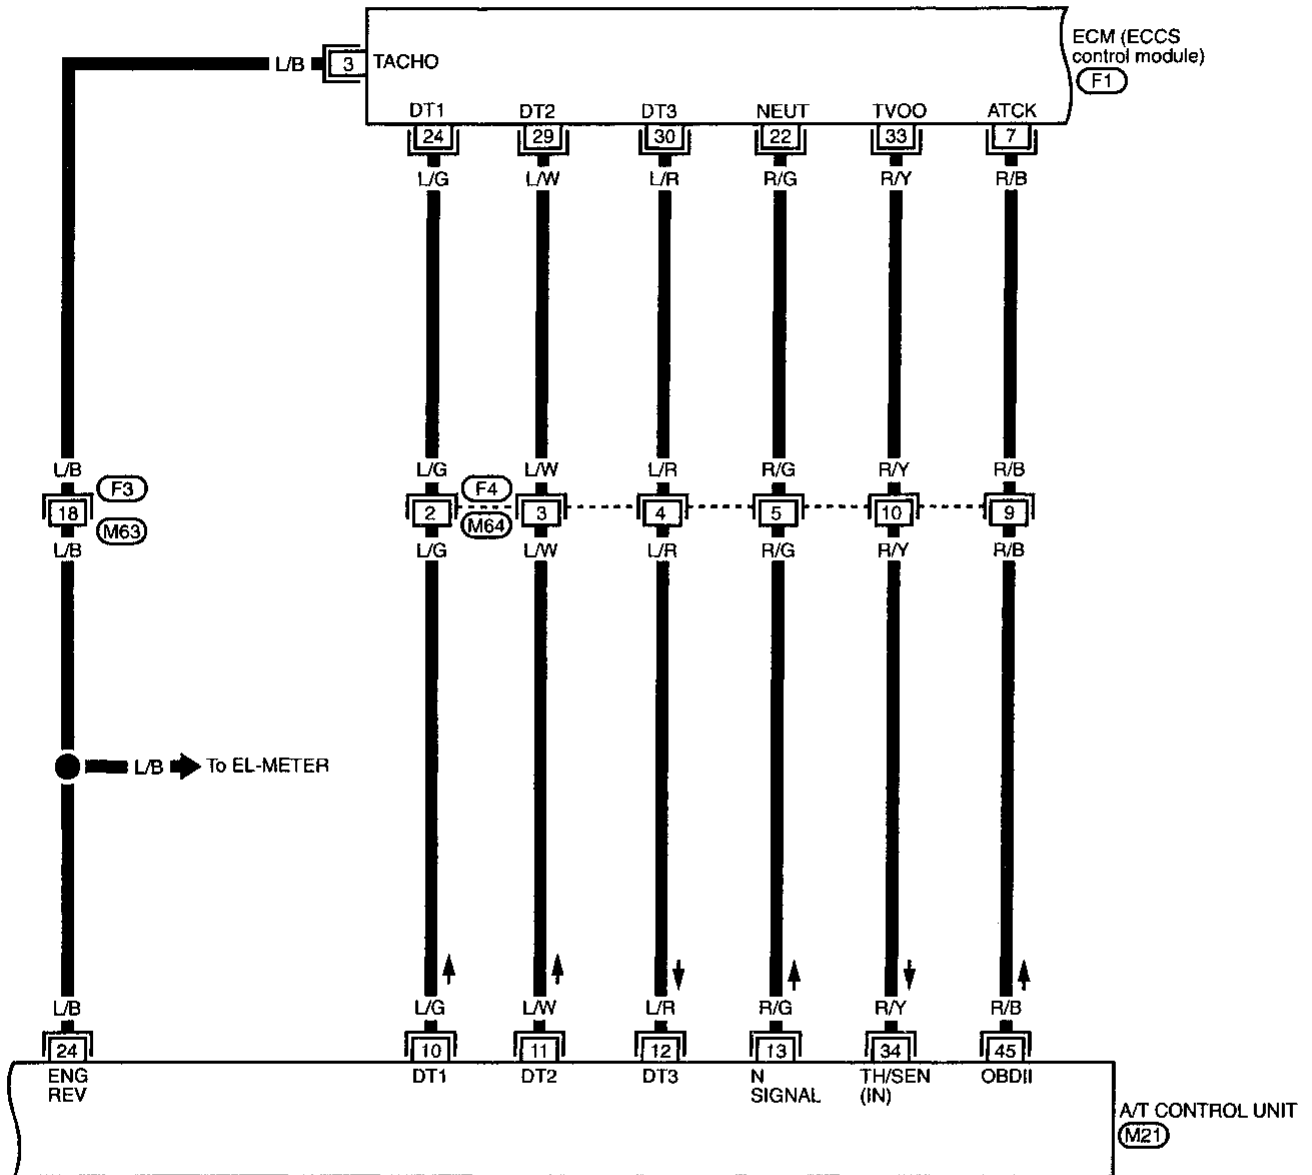 ECM (ECCS
control module)
F1
L/B 3 TACHO
DT1 DT2 DT3 NEUT TVOO ATCK
24 29 30 22 33 7
L/G L/W L/R R/G R/Y R/B
L/B L/G L/W L/R R/G R/Y R/B
F3 F4
18 2 3 4 5 10 9
M63 M64
L/B L/G L/W L/R R/G R/Y R/B
L/B To EL-METER
L/B L/G L/W L/R R/G R/Y R/B
24 10 11 12 13 34 45
ENG DT1 DT2 DT3 N TH/SEN OBDII
REV SIGNAL (IN)
A/T CONTROL UNIT
M21